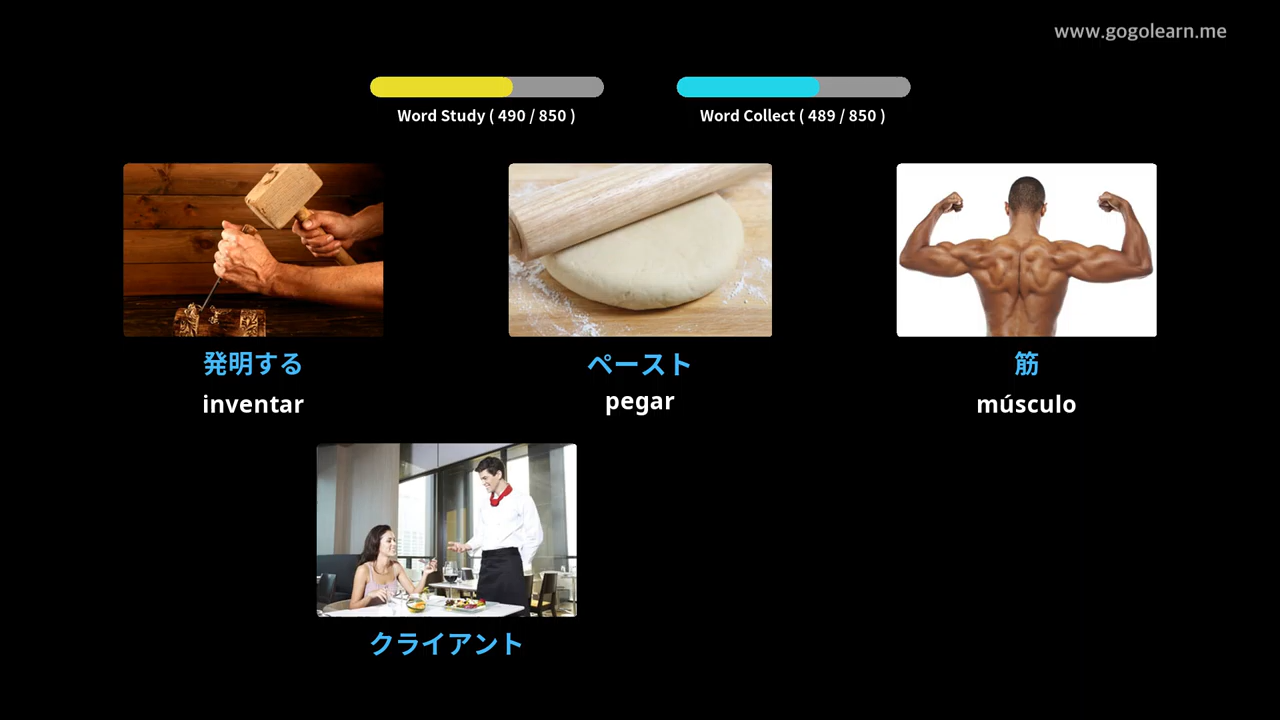 www.gogolearn.me
Word Study ( 490 / 850 )
Word Collect ( 489 / 850 )
発明する
ペースト
筋
inventar
pegar
músculo
クライアント